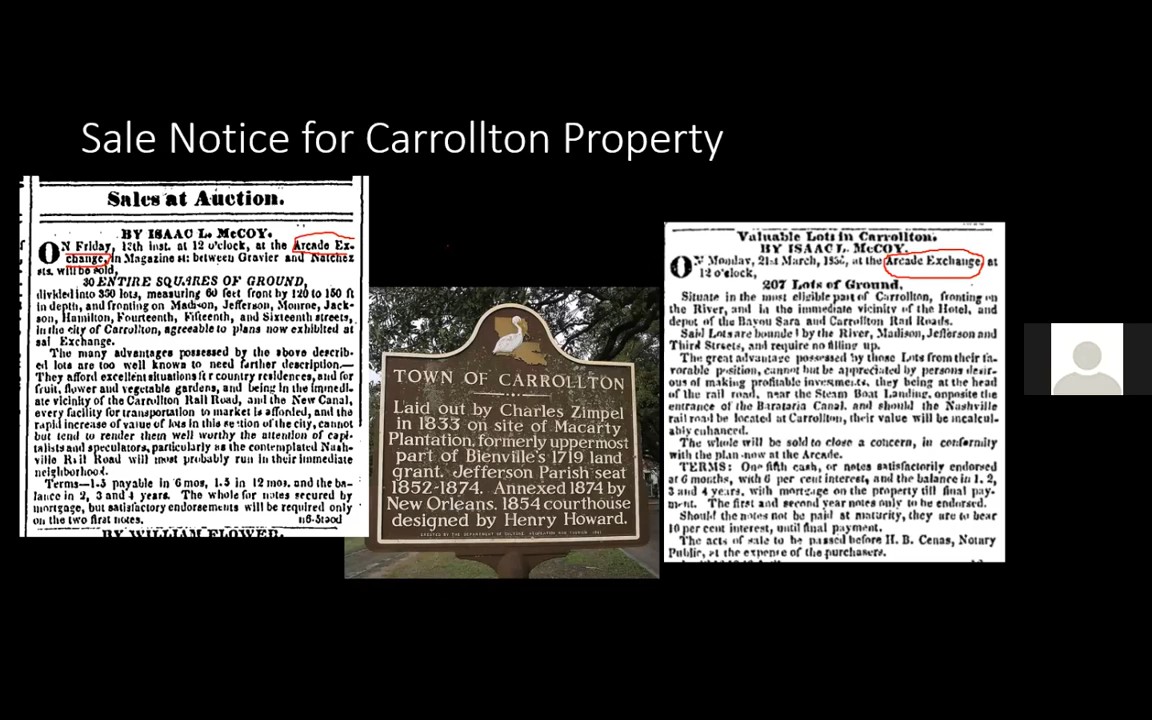 Sale Notice for Carrollton Property
Sales at Auction.
BY ISAAC L. McCOY.
ON Friday, 12th inst. at 12 o'clock, at the Arcade Ex-
change, in Magazine st: between Gravier and Natchez
sts. will be sold,
30 ENTIRE SQUARES OF GROUND,
divided into 350 lots, measuring 60 feet front by 120 to 150 ft
in depth, and fronting on Madison, Jefferson, Monroe, Jack-
son, Hamilton, Fourteenth, Fifteenth, and Sixteenth streets,
in the city of Carrollton, agreeable to plans now exhibited at
sal Exchange.
The many advantages possessed by the above describ-
ed lots are too well known to need farther description.—
They afford excellent situations for country residences, and for
fruit, flower and vegetable gardens, and being in the immedi-
ate vicinity of the Carrollton Rail Road, and the New Canal,
every facility for transportation to market is afforded, and the
rapid increase of value of lots in this section of the city, cannot
but tend to render them well worthy the attention of capi-
talists and speculators, particularly as the contemplated Nash-
ville Rail Road will most probably run in their immediate
neighborhood.
Terms—1.5 payable in 6 mos, 1.5 in 12 mos. and the ba-
lance in 2, 3 and 4 years. The whole for notes secured by
mortgage, but satisfactory endorsements will be required only
on the two first notes.
BY WILLIAM FLOWER.
TOWN OF CARROLLTON
Laid out by Charles Zimpel
in 1833 on site of Macarty
Plantation, formerly uppermost
part of Bienville's 1719 land
grant. Jefferson Parish seat
1852-1874. Annexed 1874 by
New Orleans. 1854 courthouse
designed by Henry Howard.
Valuable Lots in Carrollton.
BY ISAAC L. McCOY.
ON Monday, 21st March, at the Arcade Exchange, at
12 o'clock,
207 Lots of Ground,
Situate in the most eligible part of Carrollton, fronting on
the River, and in the immediate vicinity of the Hotel, and
depot of the Bayou Sara and Carrollton Rail Roads.
Said Lots are bounded by the River, Madison, Jefferson and
Third Streets, and require no filling up.
The great advantage possessed by those Lots from their fa-
vorable position, cannot but be appreciated by persons desir-
ous of making profitable investments, they being at the head
of the rail road, near the Steam Boat Landing, opposite the
entrance of the Barataria Canal, and should the Nashville
rail road be located at Carrollton, their value will be incalcul-
ably enhanced.
The whole will be sold to close a concern, in conformity
with the plan now at the Arcade.
TERMS: One fifth cash, or notes satisfactorily endorsed
at 6 months, with 6 per cent interest, and the balance in 1, 2,
3 and 4 years, with mortgage on the property till final pay-
ment. The first and second year notes only to be endorsed.
Should the notes not be paid at maturity, they are to bear
10 per cent interest, until final payment.
The acts of sale to be passed before H. B. Cenas, Notary
Public, at the expense of the purchasers.